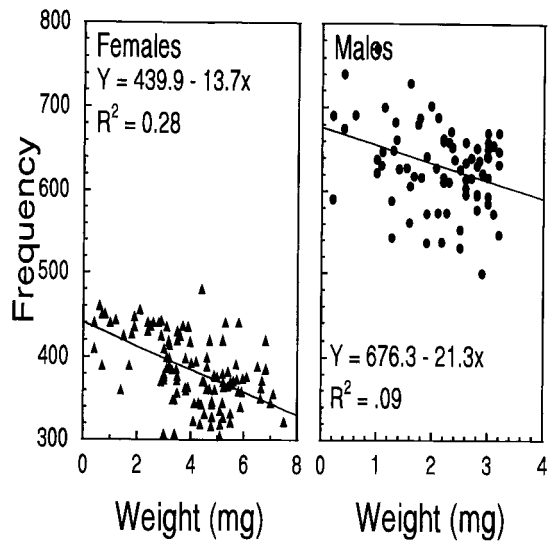 Frequency
800
700
600
500
400
300
Females
Y = 439.9 - 13.7x
R² = 0.28
0 2 4 6 8
Weight (mg)
Males
Y = 676.3 - 21.3x
R² = .09
0 1 2 3 4
Weight (mg)